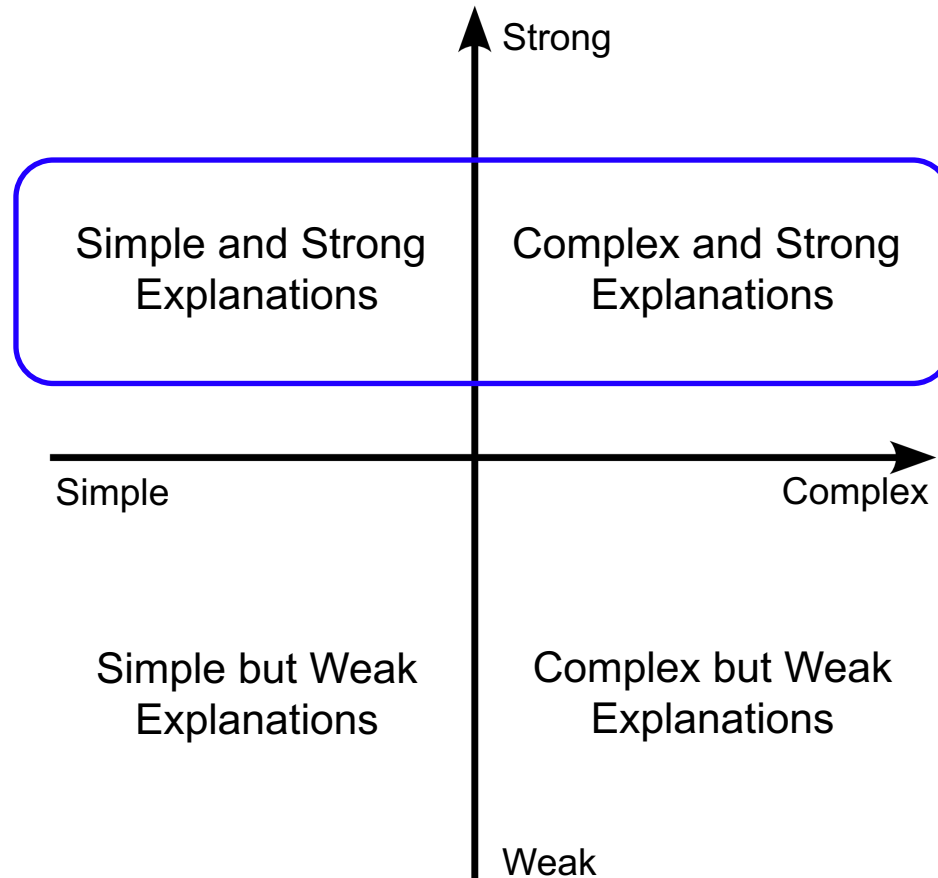 Strong
Simple and Strong
Explanations
Complex and Strong
Explanations
Simple
Complex
Simple but Weak
Explanations
Complex but Weak
Explanations
Weak